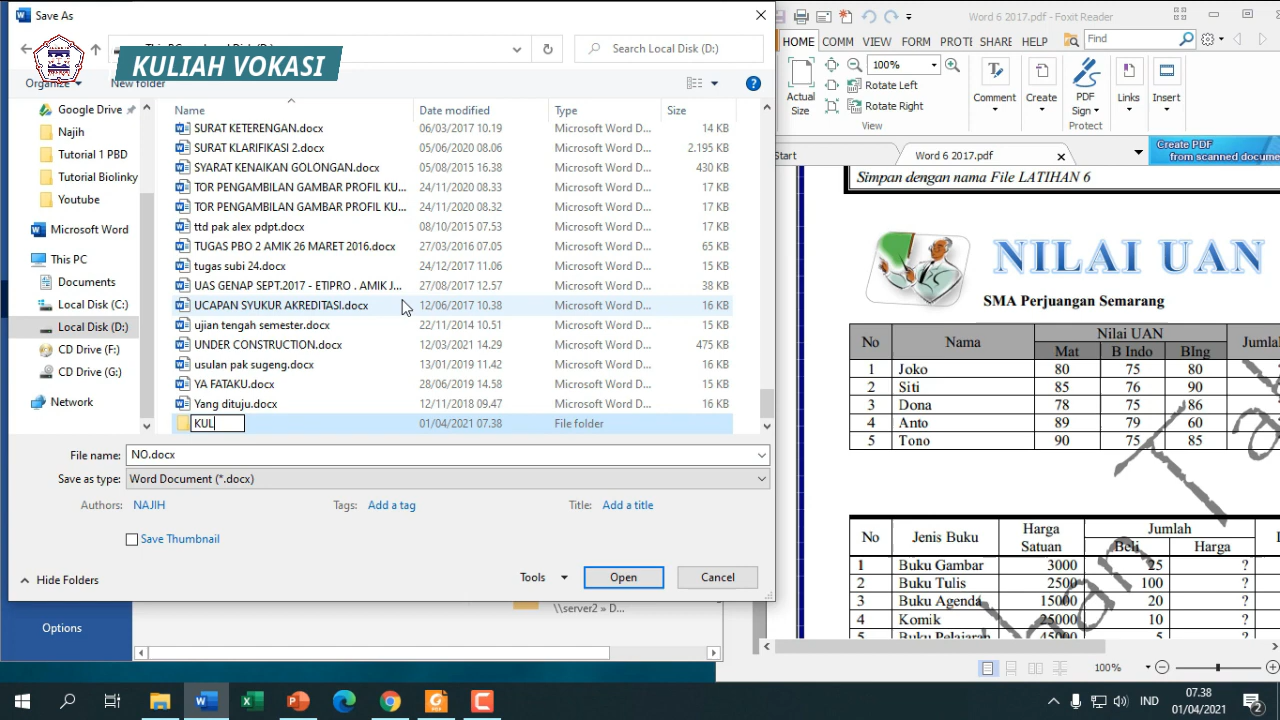 Save As
This PC
Local Disk (D:)
Search Local Disk (D:)
KULIAH VOKASI
Organize
New folder
Google Drive
Najih
Tutorial 1 PBD
Tutorial Biolinky
Youtube
Microsoft Word
This PC
Documents
Local Disk (C:)
Local Disk (D:)
CD Drive (F:)
CD Drive (G:)
Network
Name Date modified Type Size
SURAT KETERENGAN.docx 06/03/2017 10.19 Microsoft Word D... 14 KB
SURAT KLARIFIKASI 2.docx 05/06/2020 08.06 Microsoft Word D... 2.195 KB
SYARAT KENAIKAN GOLONGAN.docx 05/08/2015 16.38 Microsoft Word D... 430 KB
TOR PENGAMBILAN GAMBAR PROFIL KU... 24/11/2020 08.33 Microsoft Word D... 17 KB
TOR PENGAMBILAN GAMBAR PROFIL KU... 24/11/2020 08.32 Microsoft Word D... 17 KB
ttd pak alex pdpt.docx 08/10/2015 07.53 Microsoft Word D... 17 KB
TUGAS PBO 2 AMIK 26 MARET 2016.docx 27/03/2016 07.05 Microsoft Word D... 65 KB
tugas subi 24.docx 24/12/2017 11.06 Microsoft Word D... 15 KB
UAS GENAP SEPT.2017 - ETIPRO . AMIK J... 27/08/2017 12.57 Microsoft Word D... 38 KB
UCAPAN SYUKUR AKREDITASI.docx 12/06/2017 10.38 Microsoft Word D... 16 KB
ujian tengah semester.docx 22/11/2014 10.51 Microsoft Word D... 15 KB
UNDER CONSTRUCTION.docx 12/03/2021 14.29 Microsoft Word D... 475 KB
usulan pak sugeng.docx 13/01/2019 11.42 Microsoft Word D... 15 KB
YA FATAKU.docx 28/06/2019 14.58 Microsoft Word D... 15 KB
Yang dituju.docx 12/11/2018 09.47 Microsoft Word D... 16 KB
KUL 01/04/2021 07.38 File folder
File name: NO.docx
Save as type: Word Document (*.docx)
Authors: NAJIH Tags: Add a tag Title: Add a title
Save Thumbnail
Hide Folders Tools Open Cancel
\\server2 » D...
Options
Word 6 2017.pdf - Foxit Reader
HOME COMM VIEW FORM PROTE SHARE HELP Find
Actual Size
100%
Rotate Left
Rotate Right
View
Comment
Create
PDF Sign
Protect
Links
Insert
Start Word 6 2017.pdf
Create PDF
from scanned docume
Simpan dengan nama File LATIHAN 6
NILAI UAN
SMA Perjuangan Semarang
No Nama Nilai UAN Jumla
Mat B Indo BIng
1 Joko 80 75 80
2 Siti 85 76 90
3 Dona 78 75 86
4 Anto 89 79 60
5 Tono 90 75 85
No Jenis Buku Harga Satuan Jumlah
Beli Harga
1 Buku Gambar 3000 25 ?
2 Buku Tulis 2500 100 ?
3 Buku Agenda 15000 20 ?
4 Komik 25000 10 ?
5 Buku Pelajaran 45000 5 ?
100%
IND
07.38
01/04/2021
2